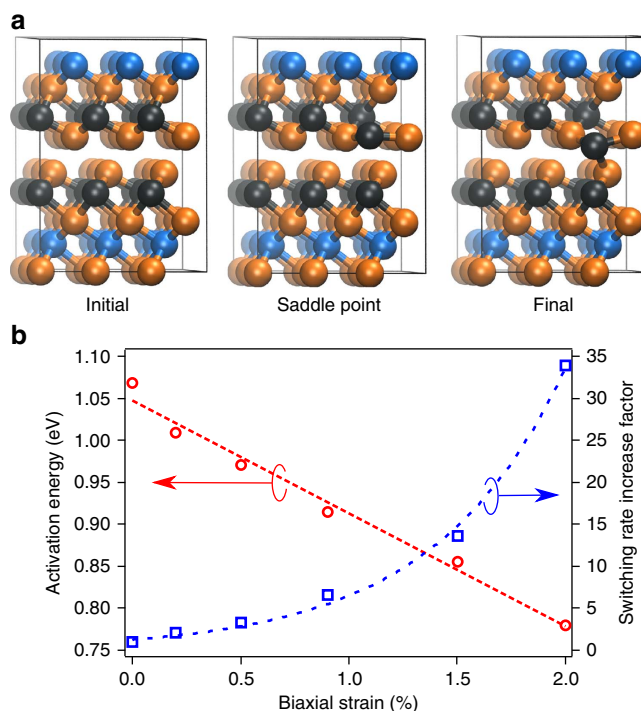 a
Initial
Saddle point
Final
b
1.10
1.05
1.00
0.95
0.90
0.85
0.80
0.75
Activation energy (eV)
35
30
25
20
15
10
5
0
Switching rate increase factor
0.0
0.5
1.0
1.5
2.0
Biaxial strain (%)